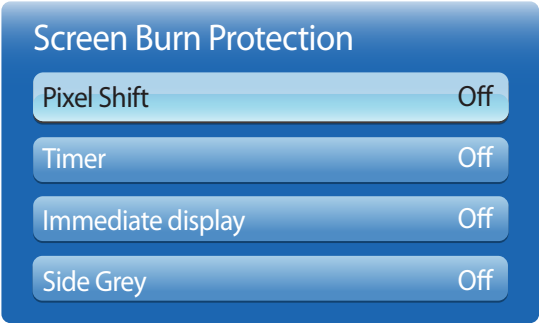 Screen Burn Protection
Pixel Shift Off
Timer Off
Immediate display Off
Side Grey Off